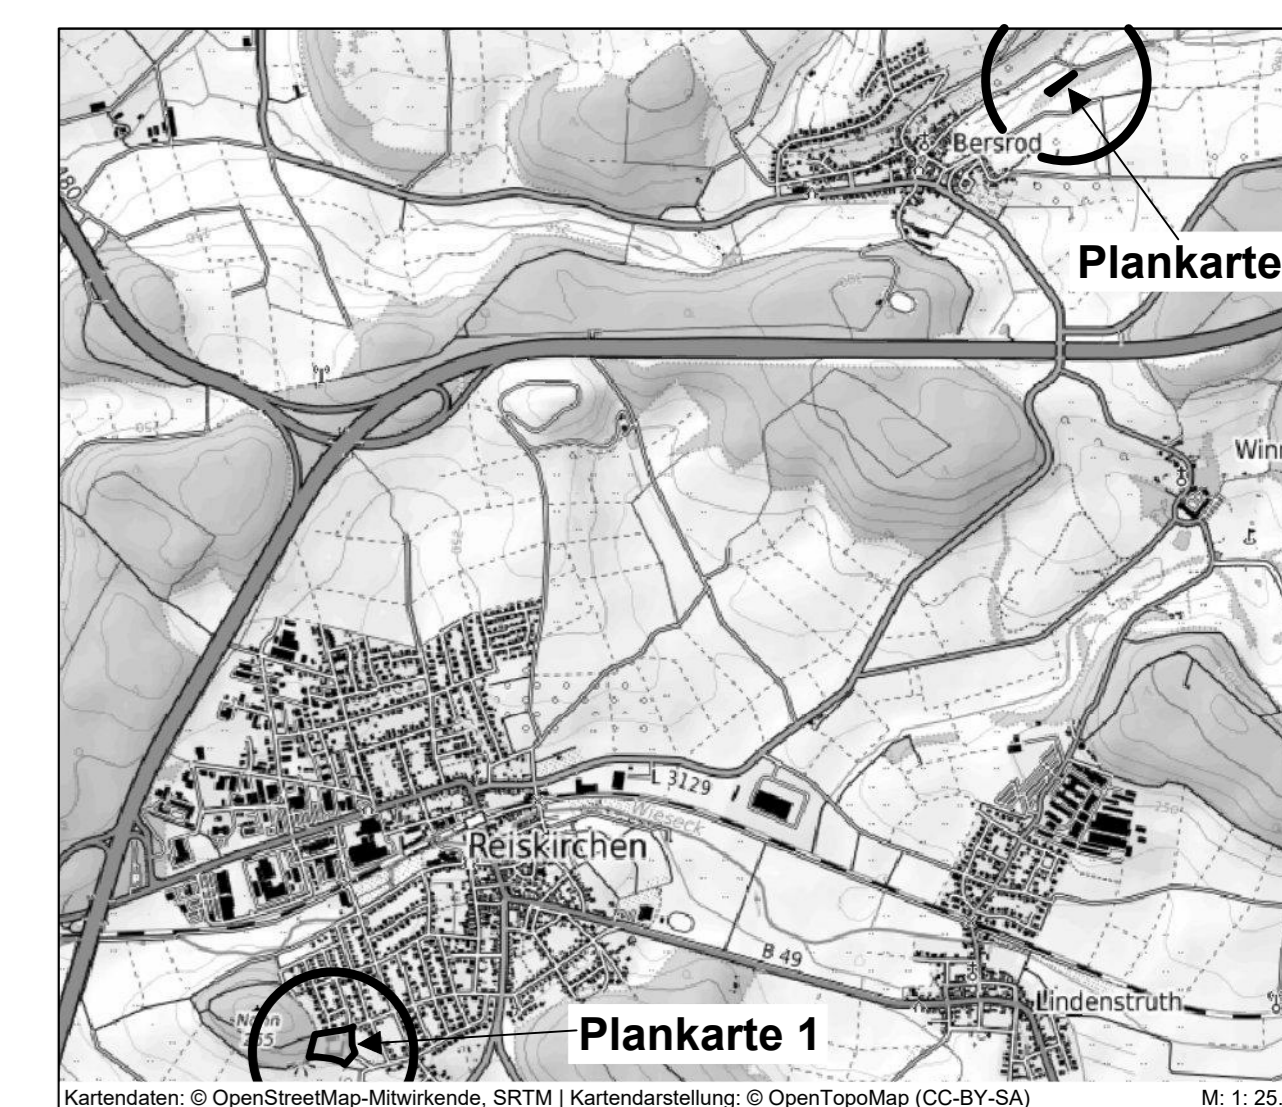 Bersrod
Plankarte
Winn
L 3129
Wieseck
Reiskirchen
B 49
Lindenstruth
Plankarte 1
250
Kartendaten: © OpenStreetMap-Mitwirkende, SRTM | Kartendarstellung: © OpenTopoMap (CC-BY-SA)
M: 1: 25.